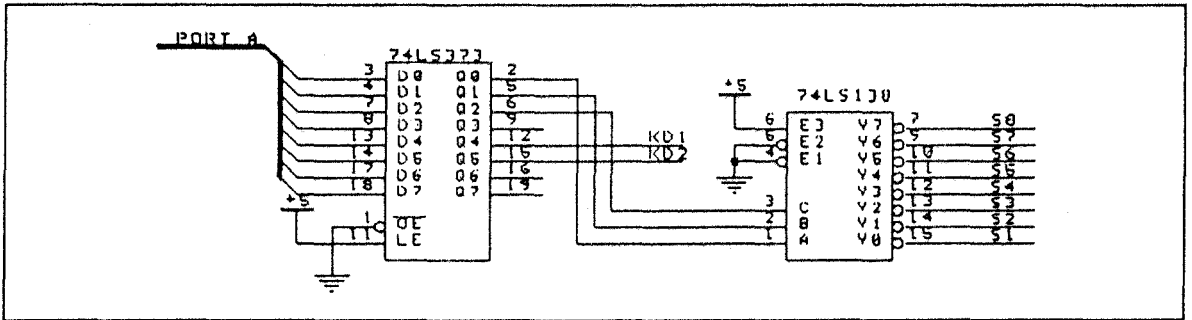 PORT A
74LS373
3 D0 Q0 2
4 D1 Q1 5
7 D2 Q2 6
8 D3 Q3 9
13 D4 Q4 12
14 D5 Q5 15
17 D6 Q6 16
18 D7 Q7 19
+5
1 OE
11 LE
KD1
KD2
+5
74LS138
6 E3 Y7 7 S8
5 E2 Y6 9 S7
4 E1 Y5 10 S6
Y4 11 S5
Y3 12 S4
3 C Y2 13 S3
2 B Y1 14 S2
1 A Y0 15 S1